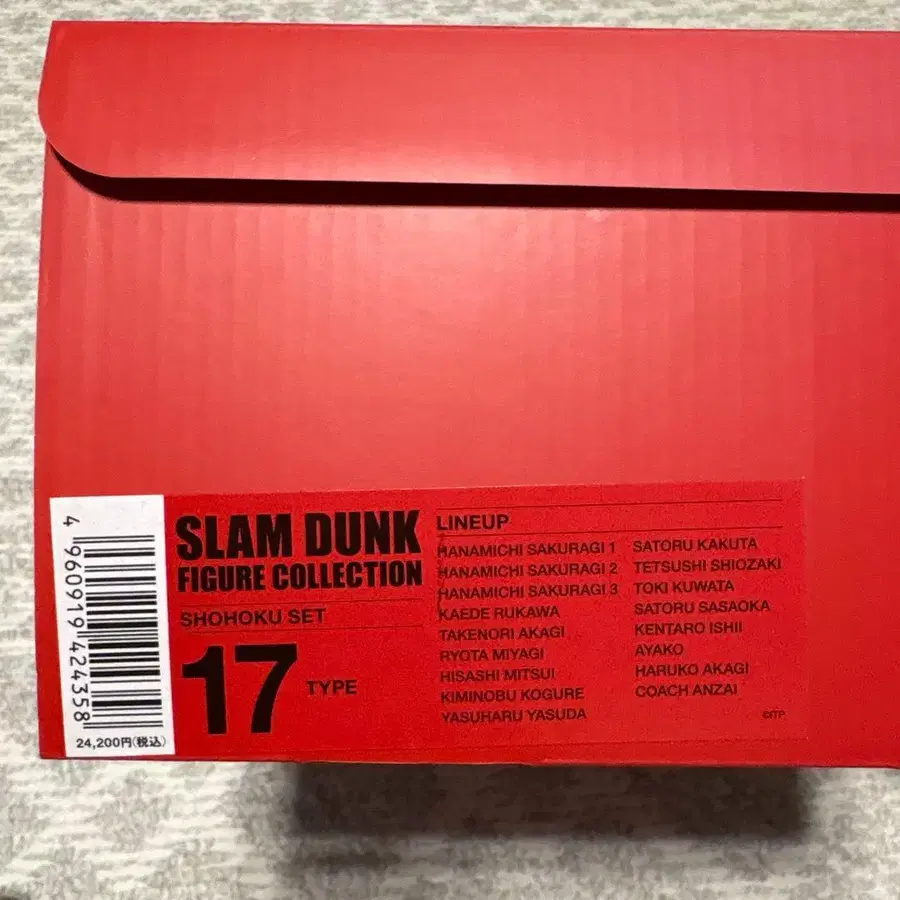 4 960919 424358
24,200円(税込)
SLAM DUNK
FIGURE COLLECTION
SHOHOKU SET
17 TYPE
LINEUP
HANAMICHI SAKURAGI 1
HANAMICHI SAKURAGI 2
HANAMICHI SAKURAGI 3
KAEDE RUKAWA
TAKENORI AKAGI
RYOTA MIYAGI
HISASHI MITSUI
KIMINOBU KOGURE
YASUHARU YASUDA
SATORU KAKUTA
TETSUSHI SHIOZAKI
TOKI KUWATA
SATORU SASAOKA
KENTARO ISHII
AYAKO
HARUKO AKAGI
COACH ANZAI
©ITP